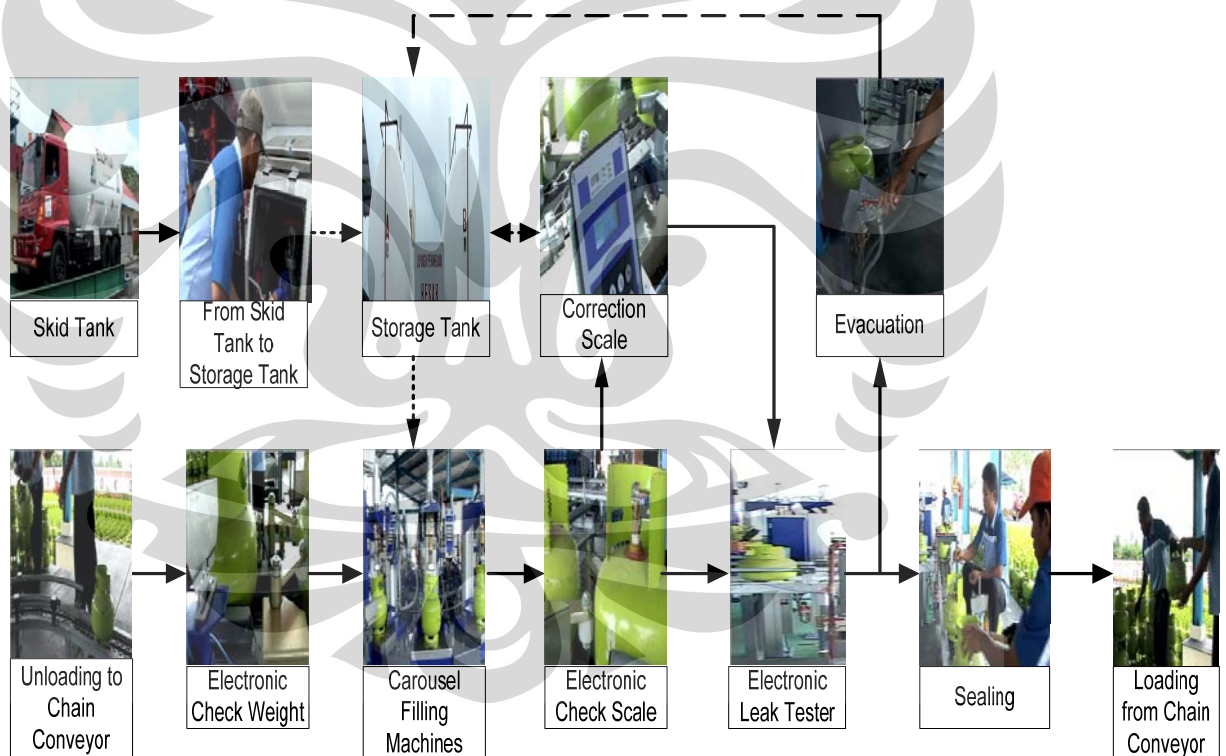 Skid Tank
From Skid
Tank to
Storage Tank
Storage Tank
Correction
Scale
Evacuation
Unloading to
Chain
Conveyor
Electronic
Check Weight
Carousel
Filling
Machines
Electronic
Check Scale
Electronic
Leak Tester
Sealing
Loading
from Chain
Conveyor